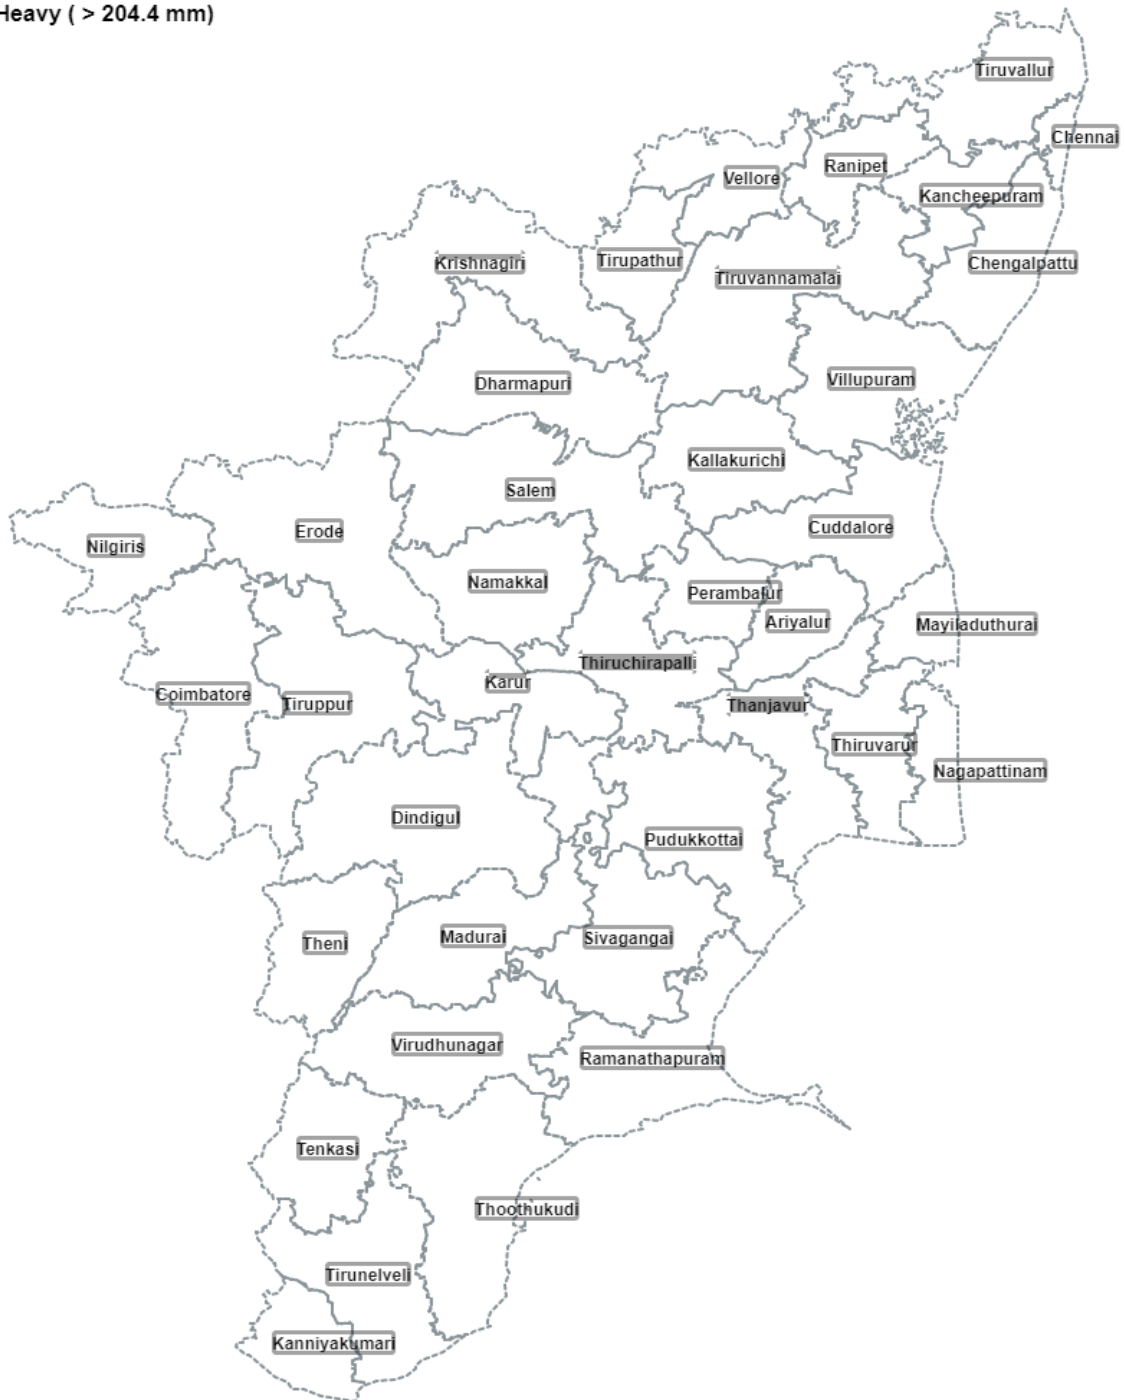 Heavy ( > 204.4 mm)
Tiruvallur
Chennai
Ranipet
Vellore
Kancheepuram
Tirupathur
Krishnagiri
Chengalpattu
Tiruvannamalai
Villupuram
Dharmapuri
Kallakurichi
Salem
Cuddalore
Erode
Nilgiris
Namakkal
Perambalur
Ariyalur
Mayiladuthurai
Thiruchirapalli
Karur
Coimbatore
Tiruppur
Thanjavur
Thiruvarur
Nagapattinam
Dindigul
Pudukkottai
Madurai
Sivagangai
Theni
Virudhunagar
Ramanathapuram
Tenkasi
Thoothukudi
Tirunelveli
Kanniyakumari